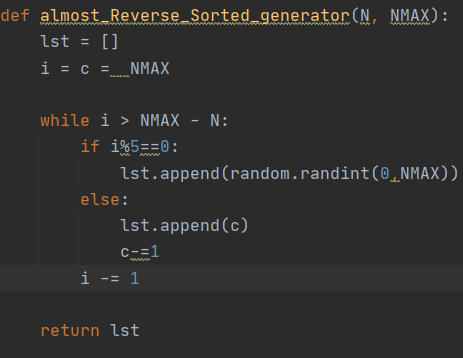 def almost_Reverse_Sorted_generator(N, NMAX):
    lst = []
    i = c =  NMAX

    while i > NMAX - N:
        if i%5==0:
            lst.append(random.randint(0,NMAX))
        else:
            lst.append(c)
            c-=1
        i -= 1

    return lst